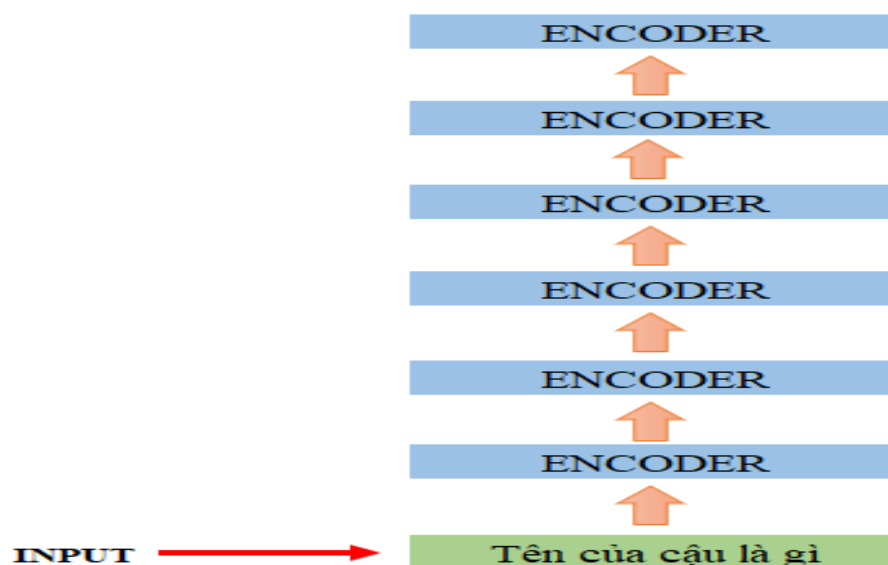 ENCODER
ENCODER
ENCODER
ENCODER
ENCODER
ENCODER
INPUT
Tên của cậu là gì